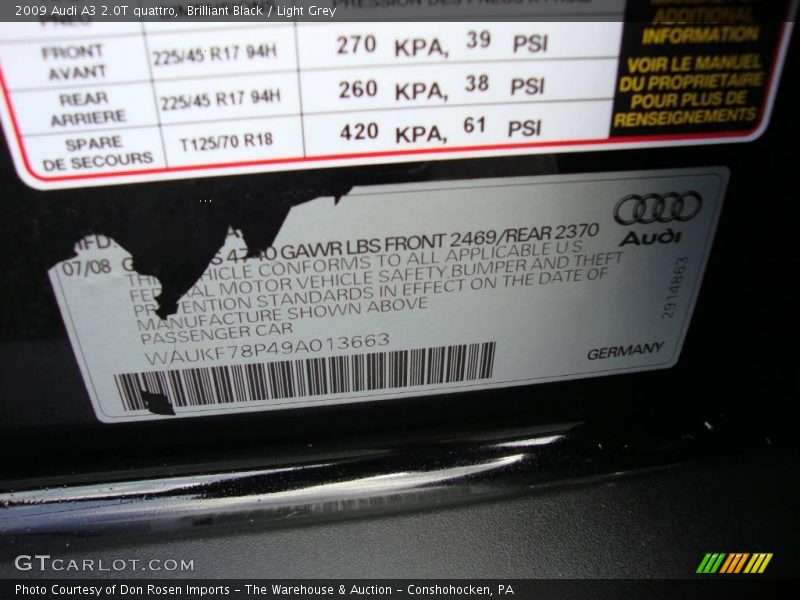 2009 Audi A3 2.0T quattro, Brilliant Black / Light Grey
FRONT
AVANT
225/45 R17 94H
270 KPA, 39 PSI
REAR
ARRIERE
225/45 R17 94H
260 KPA, 38 PSI
SPARE
DE SECOURS
T125/70 R18
420 KPA, 61 PSI
ADDITIONAL
INFORMATION
VOIR LE MANUEL
DU PROPRIETAIRE
POUR PLUS DE
RENSEIGNEMENTS
Audi
07/08 GAWR LBS FRONT 2469/REAR 2370
VEHICLE CONFORMS TO ALL APPLICABLE U.S.
MOTOR VEHICLE SAFETY, BUMPER AND THEFT
PREVENTION STANDARDS IN EFFECT ON THE DATE OF
MANUFACTURE SHOWN ABOVE
PASSENGER CAR
WAUKF78P49A013663
GERMANY
2914863
GTCARLOT.COM
Photo Courtesy of Don Rosen Imports - The Warehouse & Auction - Conshohocken, PA